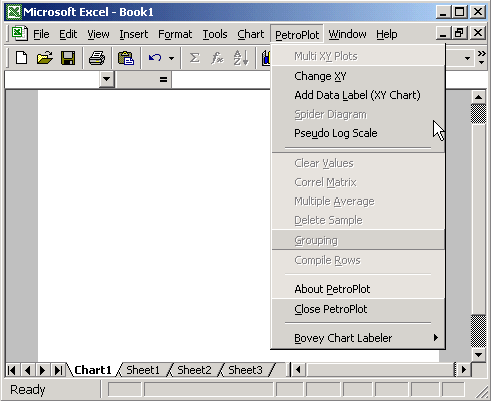 Microsoft Excel - Book1
File Edit View Insert Format Tools Chart PetroPlot Window Help
Multi XY Plots
Change XY
Add Data Label (XY Chart)
Spider Diagram
Pseudo Log Scale
Clear Values
Correl Matrix
Multiple Average
Delete Sample
Grouping
Compile Rows
About PetroPlot
Close PetroPlot
Bovey Chart Labeler
Chart1 Sheet1 Sheet2 Sheet3
Ready